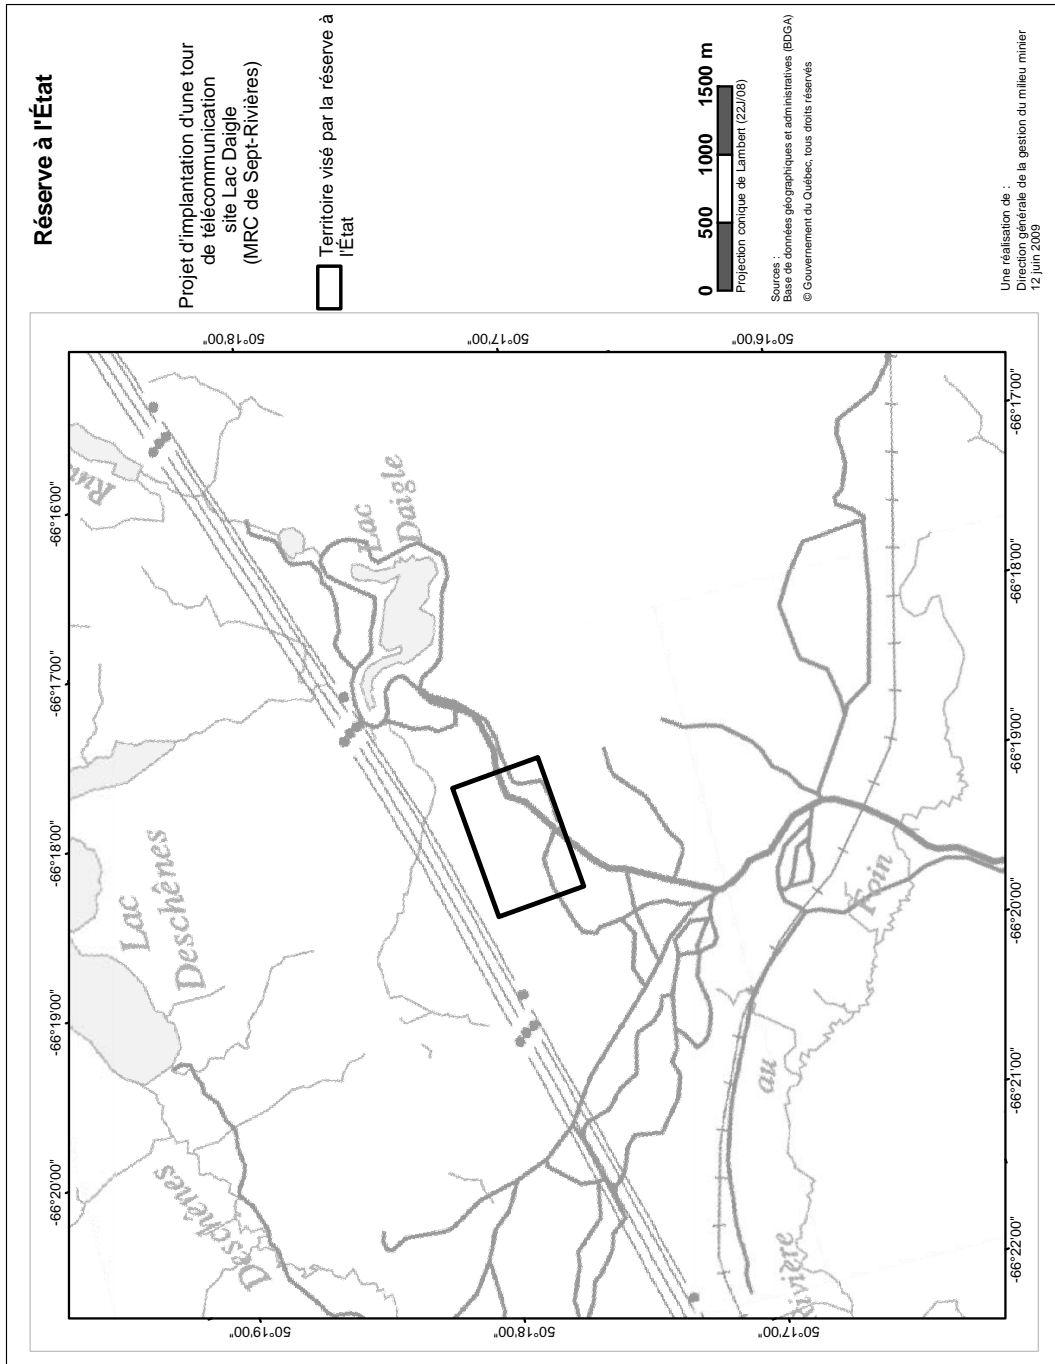 Réserve à l'État
Projet d'implantation d'une tour
de télécommunication
site Lac Daigle
(MRC de Sept-Rivières)
Territoire visé par la réserve à
l'État
0 500 1000 1500 m
Projection conique de Lambert (22J/08)
Sources :
Base de données géographiques et administratives (BDGA)
© Gouvernement du Québec, tous droits réservés
Une réalisation de :
Direction générale de la gestion du milieu minier
12 juin 2009
-66°20'00" -66°19'00" -66°18'00" -66°17'00" -66°16'00"
50°19'00"
50°18'00"
50°17'00"
50°18'00"
50°17'00"
50°16'00"
-66°22'00" -66°21'00" -66°20'00" -66°19'00" -66°18'00" -66°17'00"
Deschênes
Lac
Deschênes
Lac
Daigle
Rui
Rivière
au
Foin